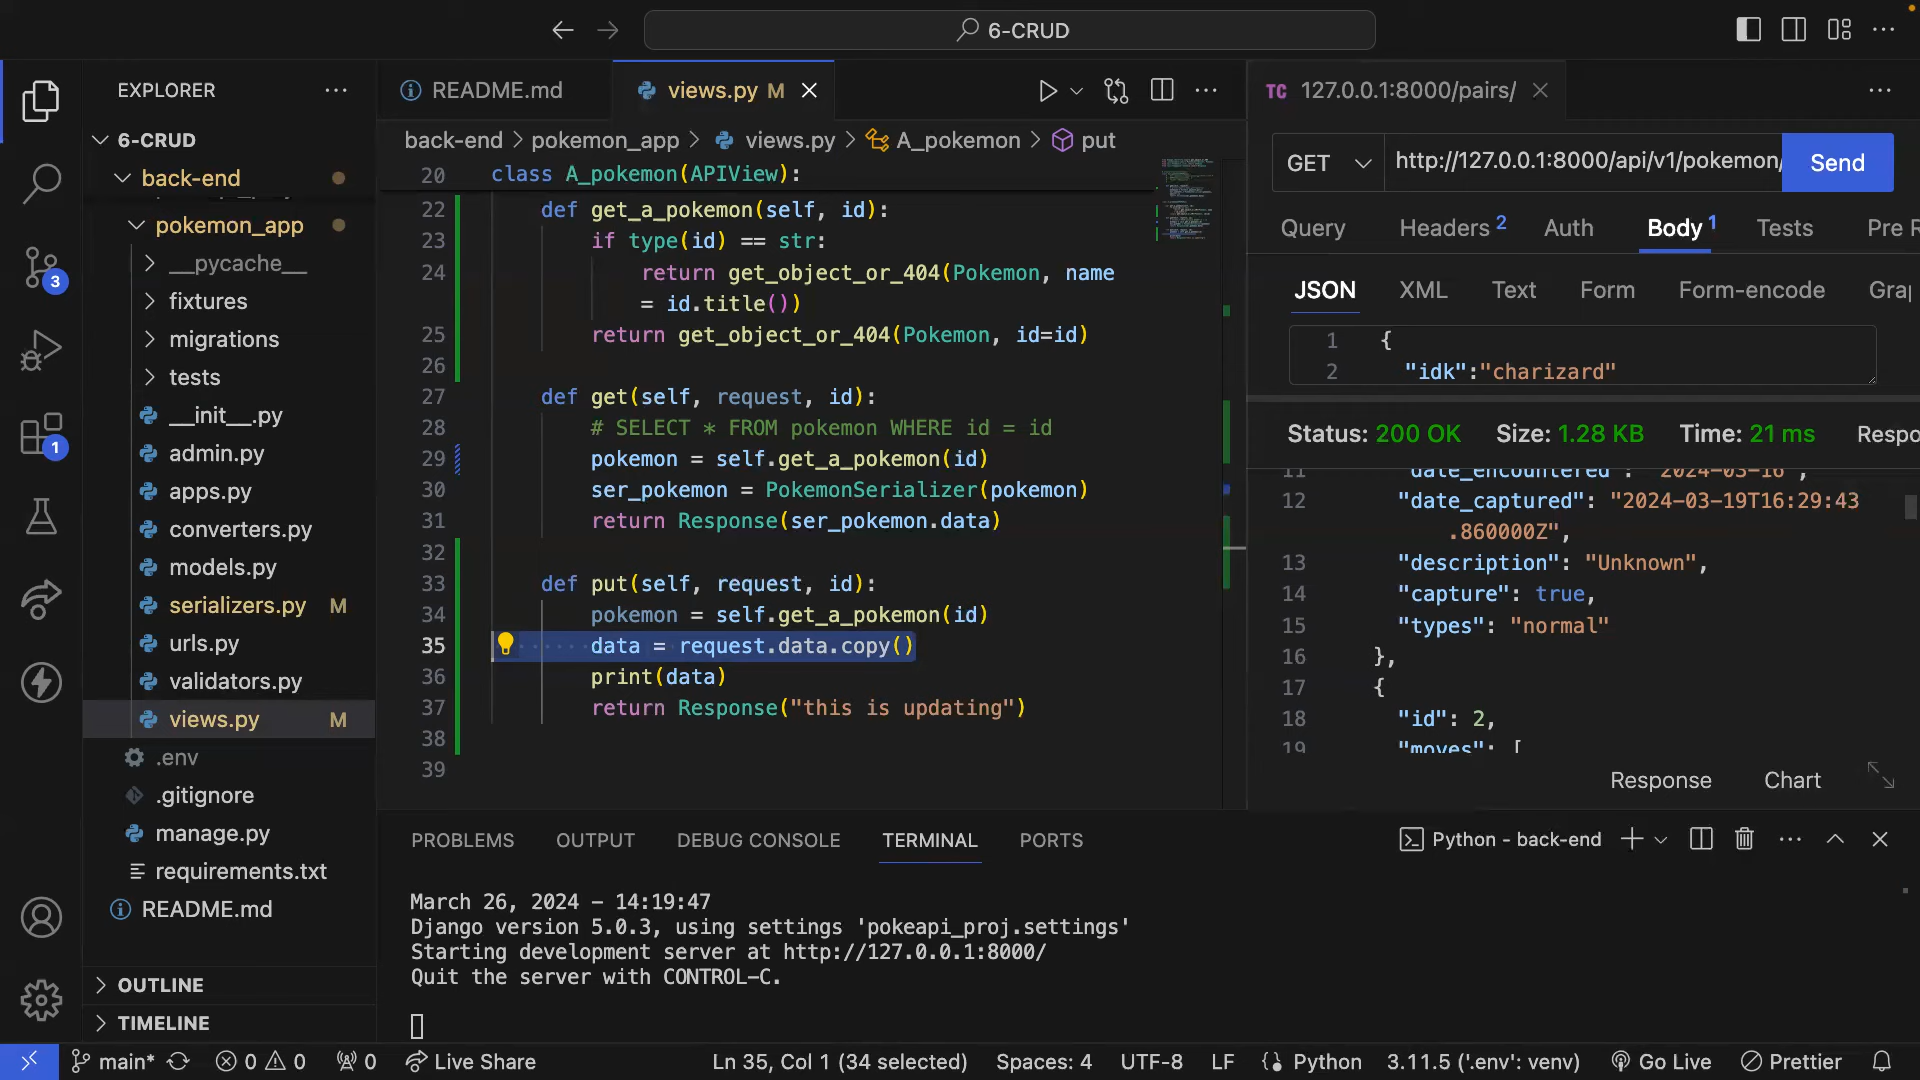 6-CRUD
EXPLORER
6-CRUD
back-end
pokemon_app
__pycache__
fixtures
migrations
tests
__init__.py
admin.py
apps.py
converters.py
models.py
serializers.py M
urls.py
validators.py
views.py M
.env
.gitignore
manage.py
requirements.txt
README.md
OUTLINE
TIMELINE
3
1
README.md
views.py M
back-end > pokemon_app > views.py > A_pokemon > put
20 class A_pokemon(APIView):
22 def get_a_pokemon(self, id):
23 if type(id) == str:
24 return get_object_or_404(Pokemon, name
= id.title())
25 return get_object_or_404(Pokemon, id=id)
26
27 def get(self, request, id):
28 # SELECT * FROM pokemon WHERE id = id
29 pokemon = self.get_a_pokemon(id)
30 ser_pokemon = PokemonSerializer(pokemon)
31 return Response(ser_pokemon.data)
32
33 def put(self, request, id):
34 pokemon = self.get_a_pokemon(id)
35 data = request.data.copy()
36 print(data)
37 return Response("this is updating")
38
39
TC 127.0.0.1:8000/pairs/
GET http://127.0.0.1:8000/api/v1/pokemon/ Send
Query Headers 2 Auth Body 1 Tests Pre R
JSON XML Text Form Form-encode Gra
1 {
2 "idk":"charizard"
Status: 200 OK Size: 1.28 KB Time: 21 ms Respo
11 "date_encountered": "2024-03-16",
12 "date_captured": "2024-03-19T16:29:43
.860000Z",
13 "description": "Unknown",
14 "capture": true,
15 "types": "normal"
16 },
17 {
18 "id": 2,
19 "moves": [
Response Chart
PROBLEMS OUTPUT DEBUG CONSOLE TERMINAL PORTS
Python - back-end
March 26, 2024 - 14:19:47
Django version 5.0.3, using settings 'pokeapi_proj.settings'
Starting development server at http://127.0.0.1:8000/
Quit the server with CONTROL-C.
main* 0 0 0 Live Share Ln 35, Col 1 (34 selected) Spaces: 4 UTF-8 LF {} Python 3.11.5 ('.env': venv) Go Live Prettier